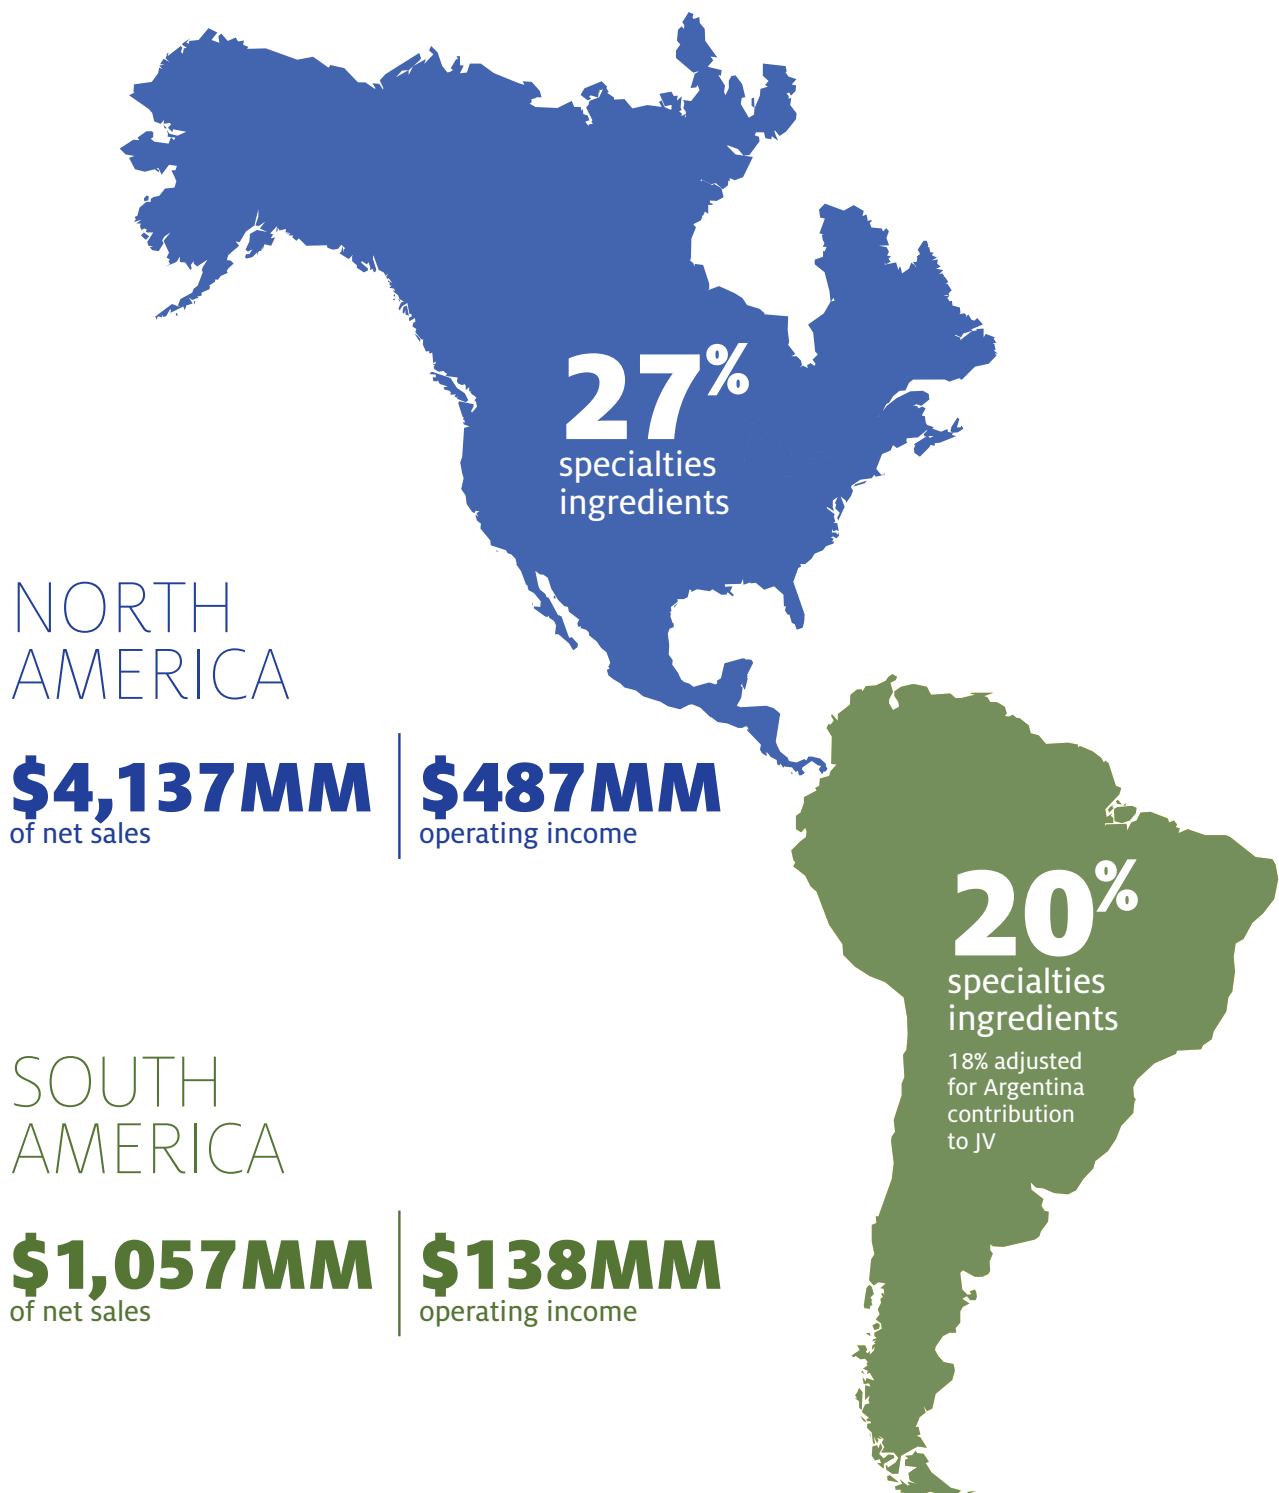 27%
specialties
ingredients
NORTH
AMERICA
$4,137MM
of net sales
$487MM
operating income
20%
specialties
ingredients
18% adjusted
for Argentina
contribution
to JV
SOUTH
AMERICA
$1,057MM
of net sales
$138MM
operating income